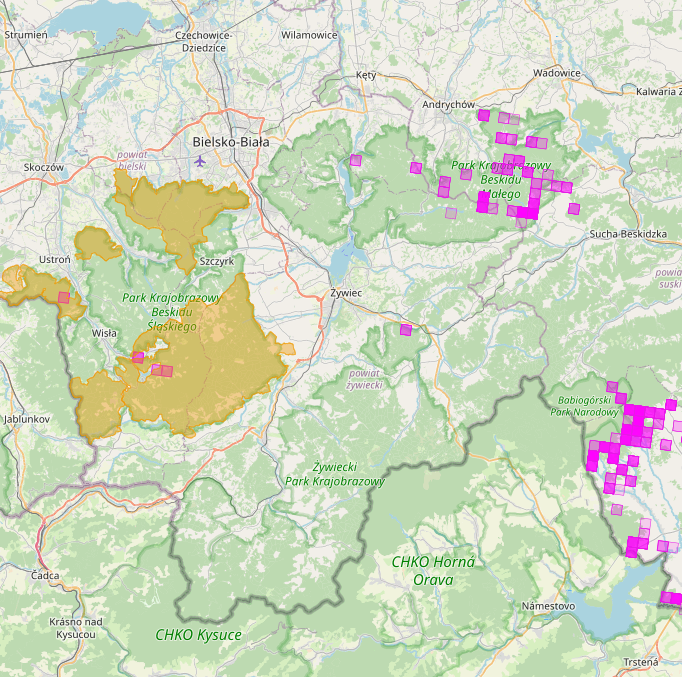 Strumień
Czechowice-
Dziedzice
Wilamowice
Kęty
Wadowice
Andrychów
Kalwaria Z
Bielsko-Biała
powiat
bielski
Skoczów
Park Krajobrazowy
Beskidu
Małego
Sucha Beskidzka
Ustroń
Szczyrk
powia
suski
Żywiec
Park Krajobrazowy
Beskidu
Śląskiego
Wisła
powiat
żywiecki
Babiogórski
Park Narodowy
Jablunkov
Żywiecki
Park Krajobrazowy
CHKO Horná
Orava
Čadca
Námestovo
Krásno nad
Kysucou
CHKO Kysuce
Trstená